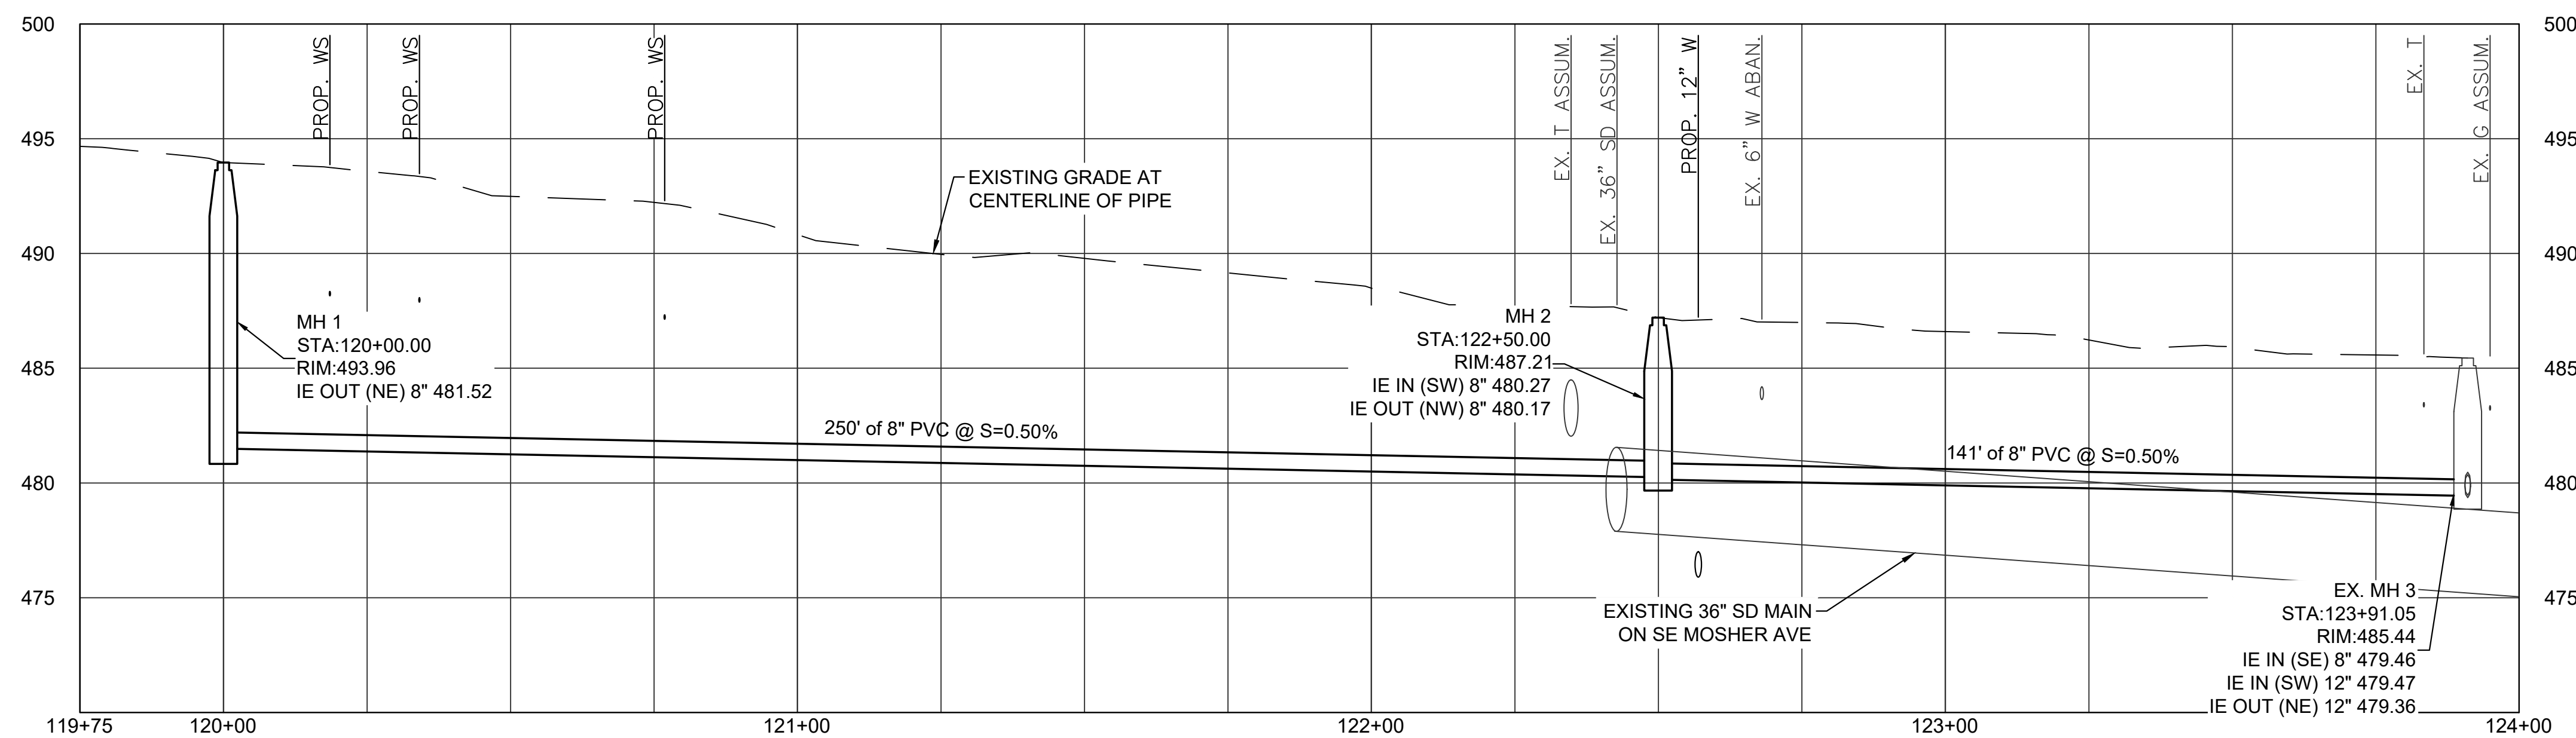 500
500
495
495
490
490
485
485
480
480
475
475
PROP. WS
PROP. WS
PROP. WS
EX. T ASSUM.
EX. 36” SD ASSUM.
PROP. 12” W
EX. 6” W ABAN.
EX. T
EX. G ASSUM.
EXISTING GRADE AT
CENTERLINE OF PIPE
MH 1
STA:120+00.00
RIM:493.96
IE OUT (NE) 8" 481.52
MH 2
STA:122+50.00
RIM:487.21
IE IN (SW) 8" 480.27
IE OUT (NW) 8" 480.17
250' of 8" PVC @ S=0.50%
141' of 8" PVC @ S=0.50%
EXISTING 36" SD MAIN
ON SE MOSHER AVE
EX. MH 3
STA:123+91.05
RIM:485.44
IE IN (SE) 8" 479.46
IE IN (SW) 12" 479.47
IE OUT (NE) 12" 479.36
119+75
120+00
121+00
122+00
123+00
124+00